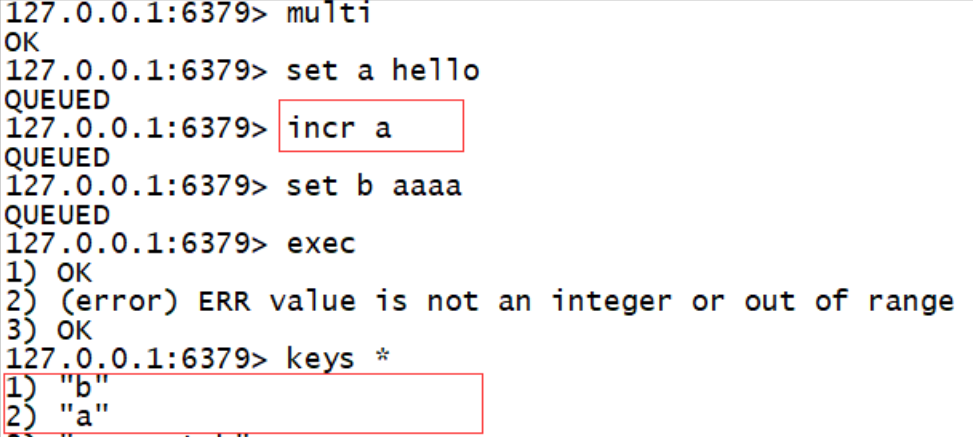 127.0.0.1:6379> multi
OK
127.0.0.1:6379> set a hello
QUEUED
127.0.0.1:6379> incr a
QUEUED
127.0.0.1:6379> set b aaaa
QUEUED
127.0.0.1:6379> exec
1) OK
2) (error) ERR value is not an integer or out of range
3) OK
127.0.0.1:6379> keys *
1) "b"
2) "a"